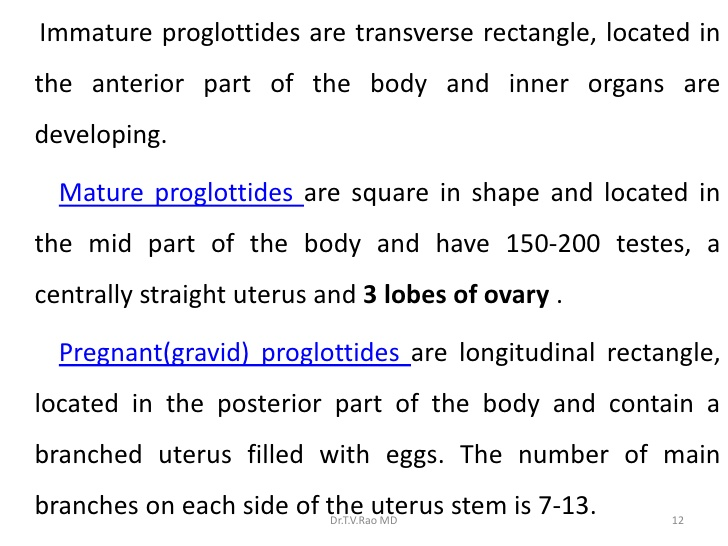 Immature proglottides are transverse rectangle, located in
the anterior part of the body and inner organs are
developing.
Mature proglottides are square in shape and located in
the mid part of the body and have 150-200 testes, a
centrally straight uterus and 3 lobes of ovary .
Pregnant(gravid) proglottides are longitudinal rectangle,
located in the posterior part of the body and contain a
branched uterus filled with eggs. The number of main
branches on each side of the uterus stem is 7-13.
Dr.T.V.Rao MD
12